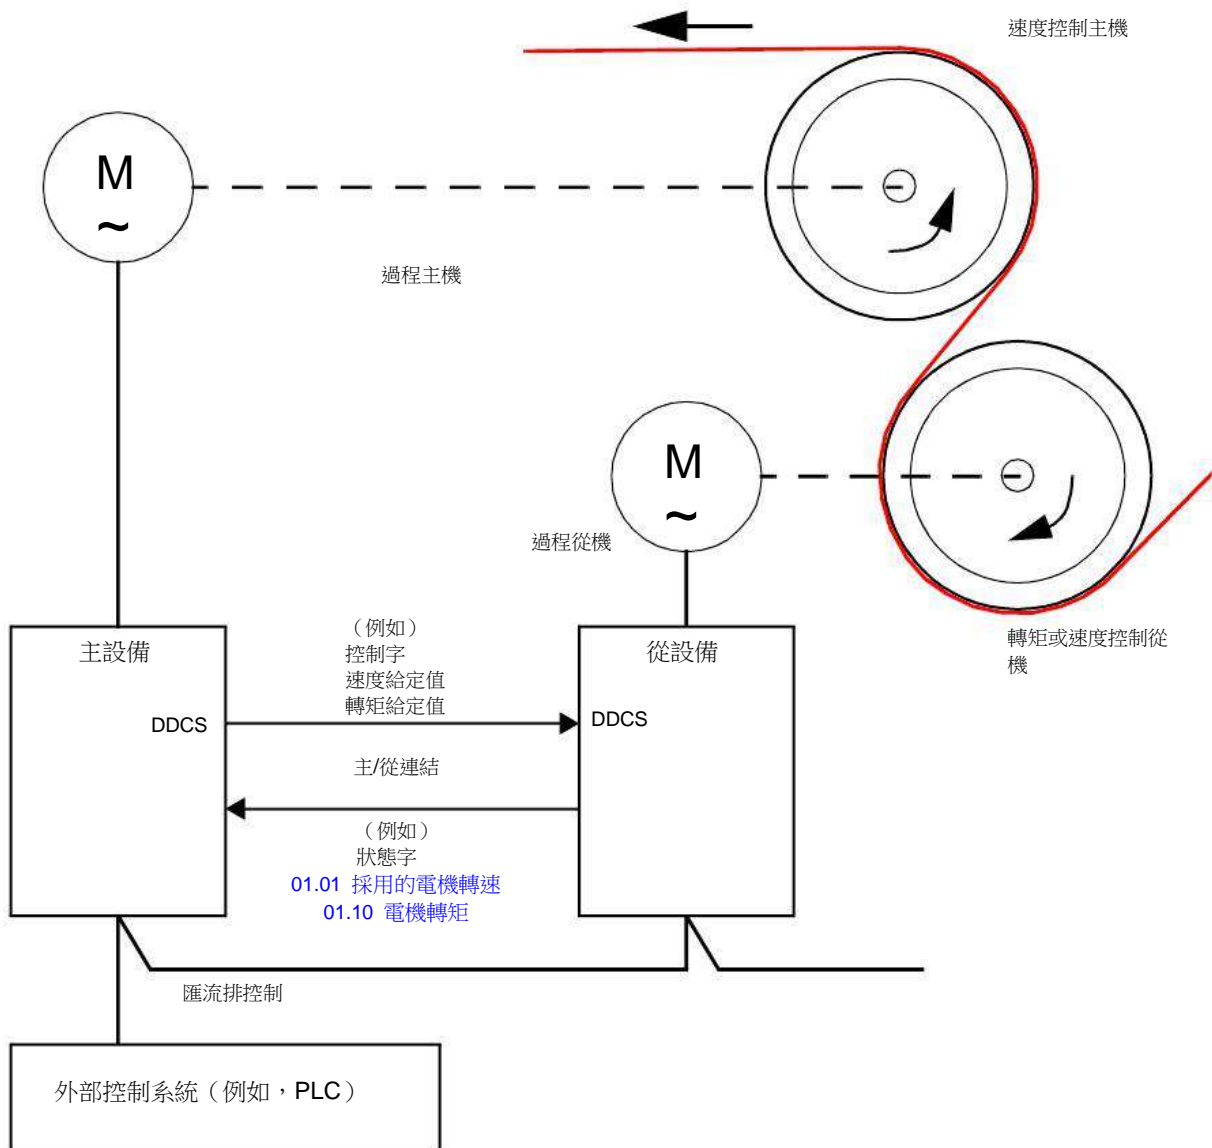 速度控制主機
M
~
過程主機
M
~
過程從機
轉矩或速度控制從
機
主設備
（例如）
控制字
速度給定值
轉矩給定值
從設備
DDCS
DDCS
主/從連結
（例如）
狀態字
01.01 採用的電機轉速
01.10 電機轉矩
匯流排控制
外部控制系統（例如，PLC）